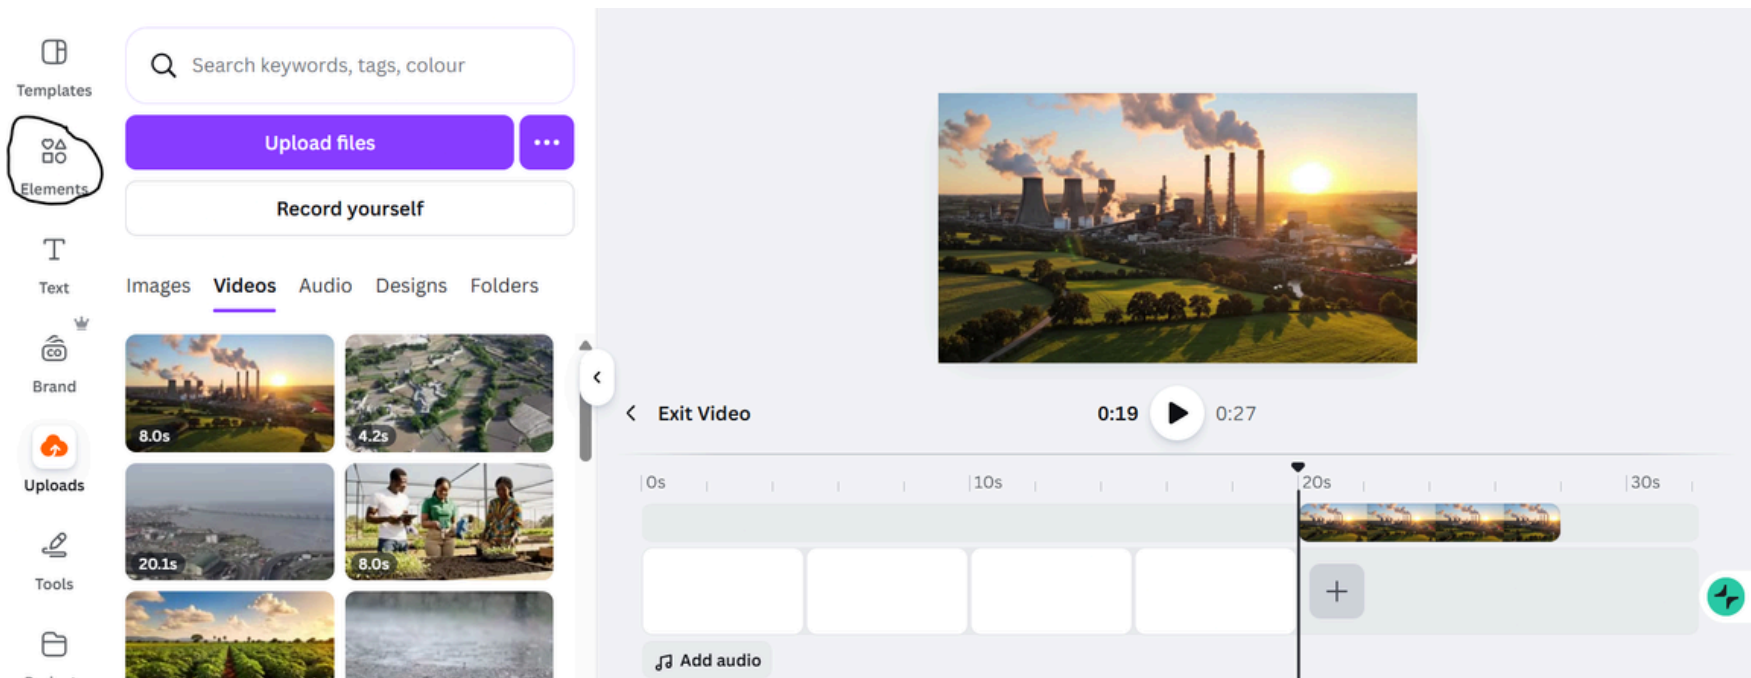 Templates
Elements
Text
Brand
Uploads
Tools
Search keywords, tags, colour
Upload files
Record yourself
Images Videos Audio Designs Folders
8.0s
4.2s
20.1s
8.0s
Exit Video
0:19
0:27
0s 10s 20s 30s
Add audio